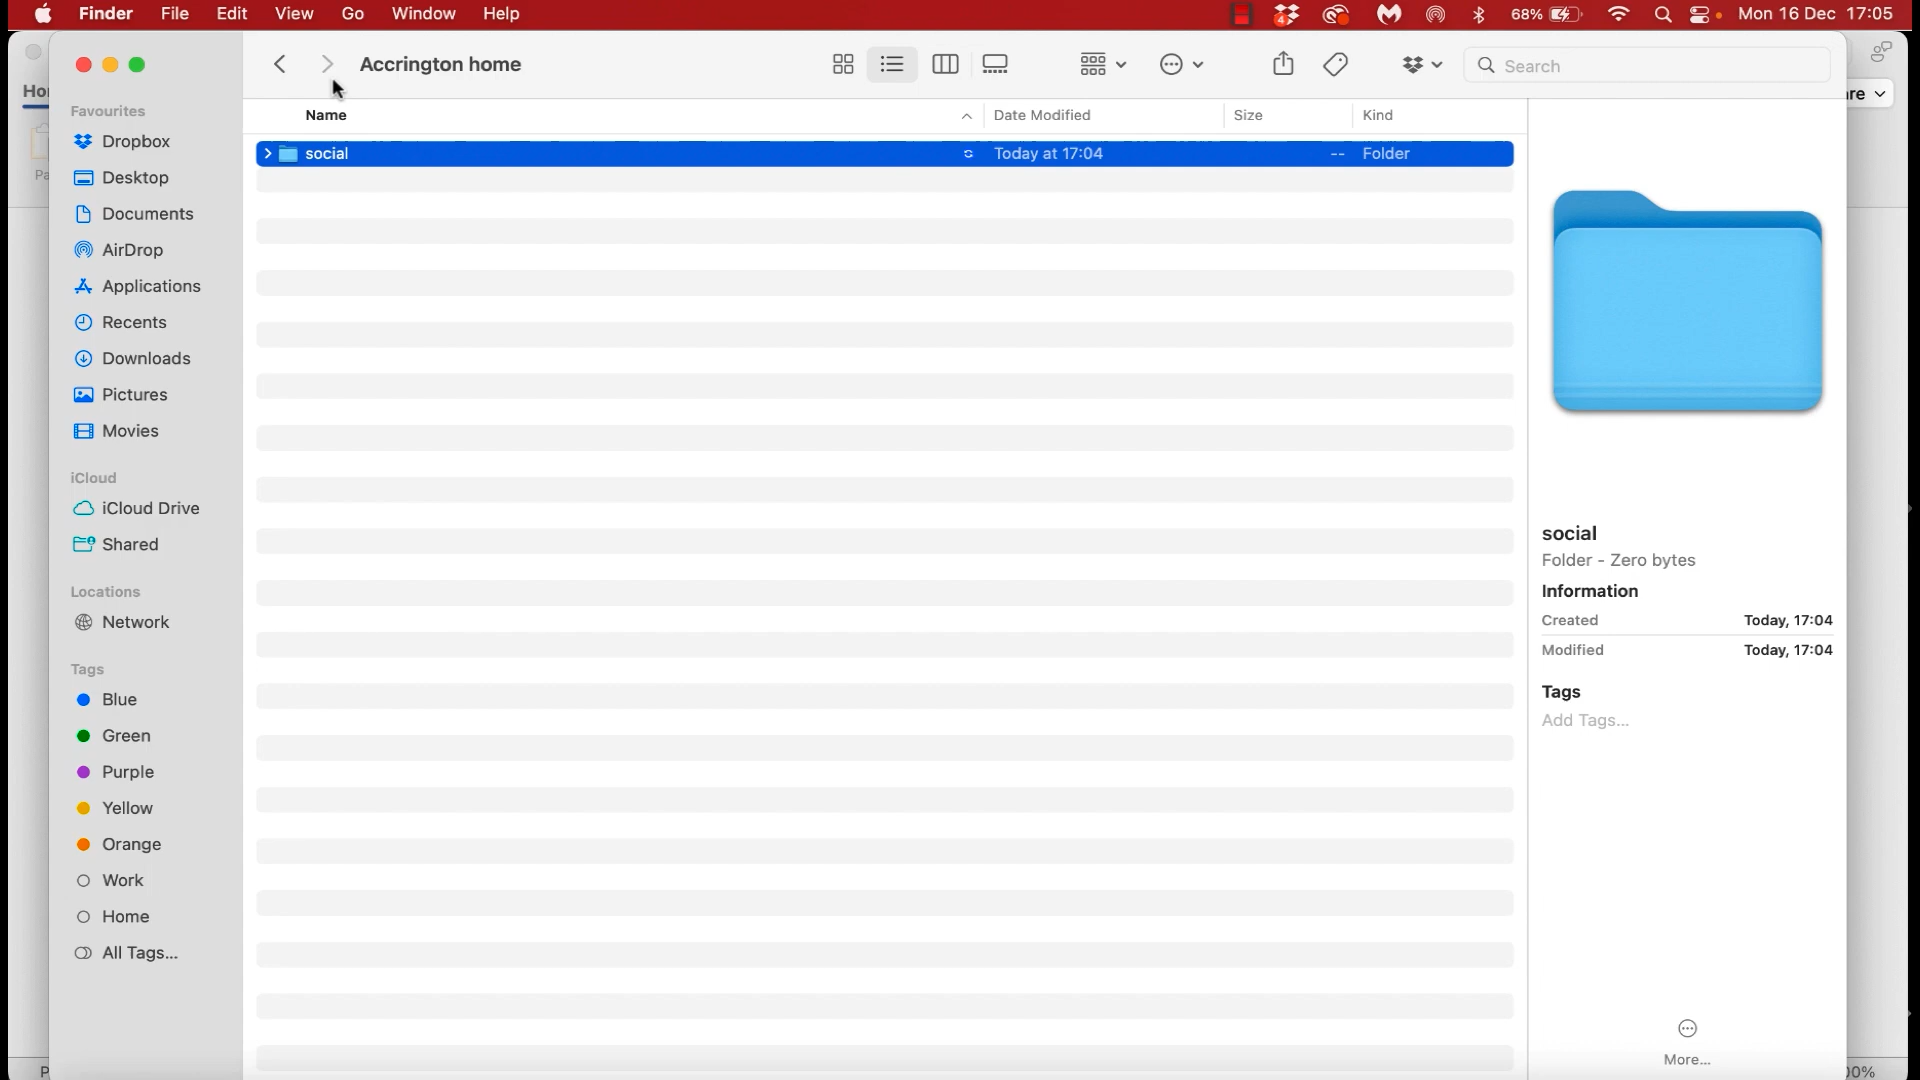 Finder File Edit View Go Window Help 4 68% Mon 16 Dec 17:05
Accrington home
Search
Name Date Modified Size Kind
social Today at 17:04 -- Folder
Favourites
Dropbox
Desktop
Documents
AirDrop
Applications
Recents
Downloads
Pictures
Movies
iCloud
iCloud Drive
Shared
Locations
Network
Tags
Blue
Green
Purple
Yellow
Orange
Work
Home
All Tags...
social
Folder - Zero bytes
Information
Created Today, 17:04
Modified Today, 17:04
Tags
Add Tags...
More...